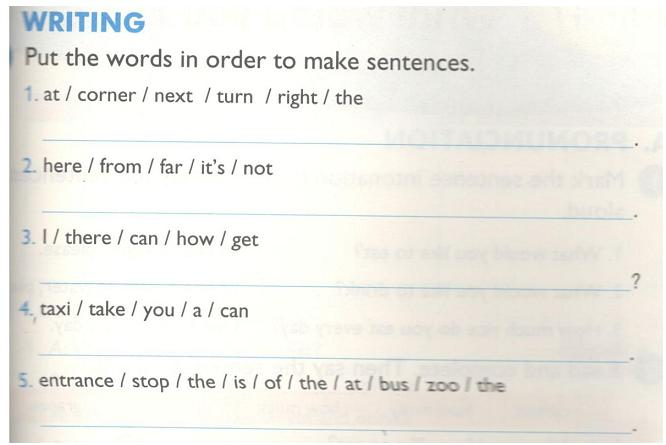 WRITING
Put the words in order to make sentences.
1. at / corner / next / turn / right / the
.
2. here / from / far / it's / not
.
3. I / there / can / how / get
?
4. taxi / take / you / a / can
.
5. entrance / stop / the / is / of / the / at / bus / zoo / the
.